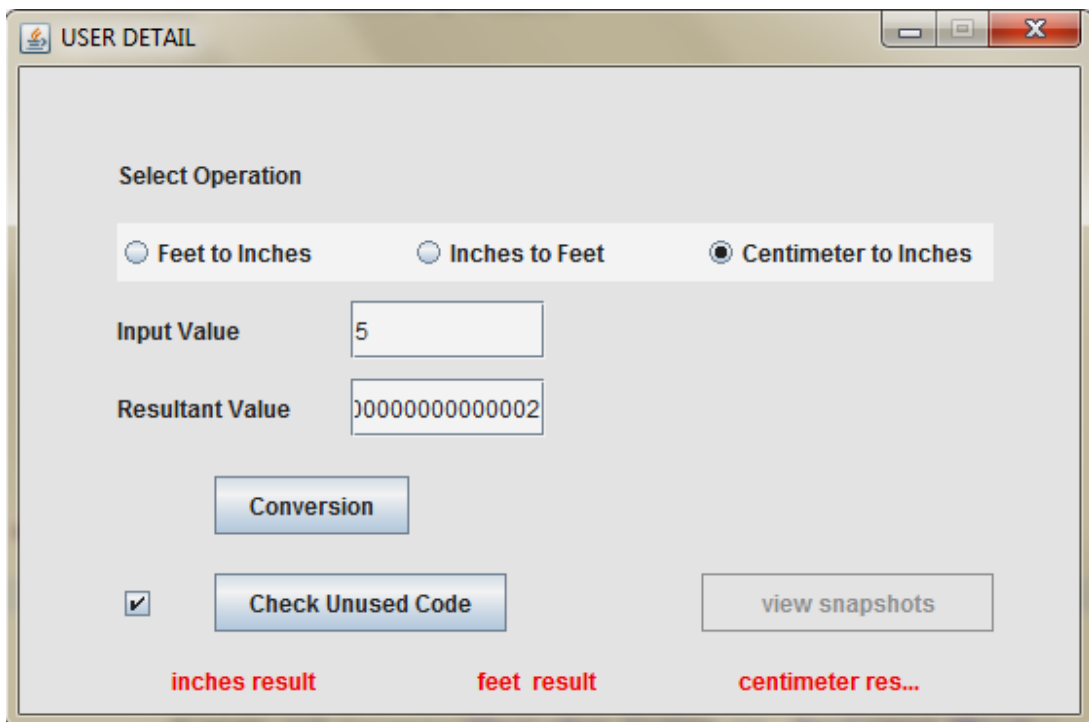 USER DETAIL
Select Operation
Feet to Inches Inches to Feet Centimeter to Inches
Input Value 5
Resultant Value 00000000000002
Conversion
Check Unused Code view snapshots
inches result feet result centimeter res...